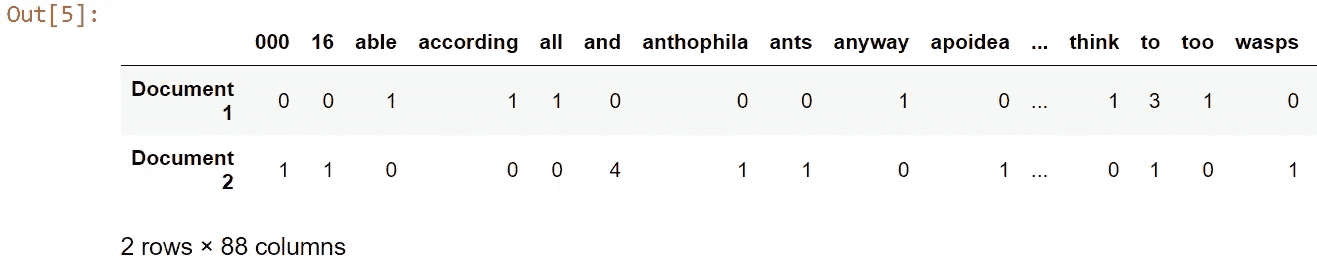 Out[5]:
000 16 able according all and anthophila ants anyway apoidea ... think to too wasps
Document
1 0 0 1 1 1 0 0 0 1 0 ... 1 3 1 0
Document
2 1 1 0 0 0 4 1 1 0 1 ... 0 1 0 1
2 rows × 88 columns